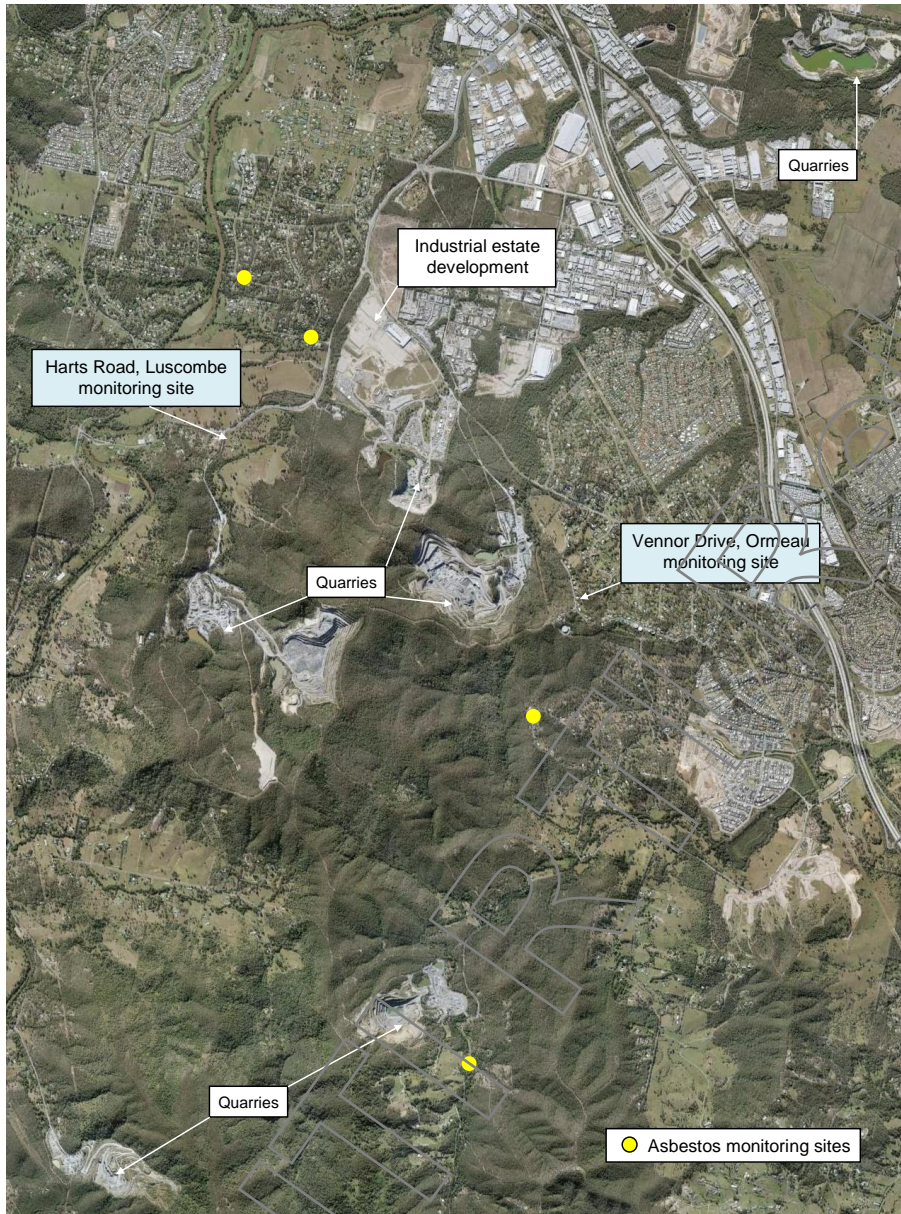 Quarries
Industrial estate
development
Harts Road, Luscombe
monitoring site
Vennor Drive, Ormeau
monitoring site
Quarries
Quarries
Asbestos monitoring sites